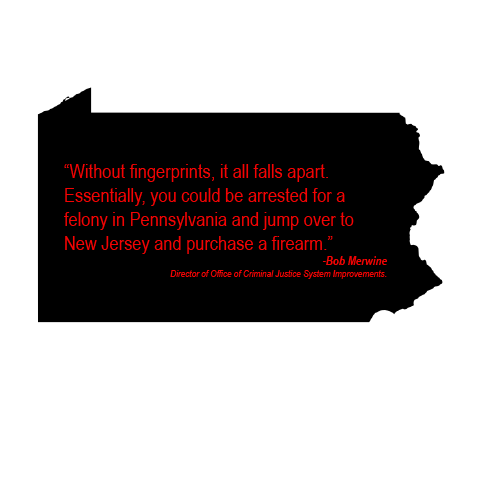 “Without fingerprints, it all falls apart.
Essentially, you could be arrested for a
felony in Pennsylvania and jump over to
New Jersey and purchase a firearm.”
-Bob Merwine
Director of Office of Criminal Justice System Improvements.